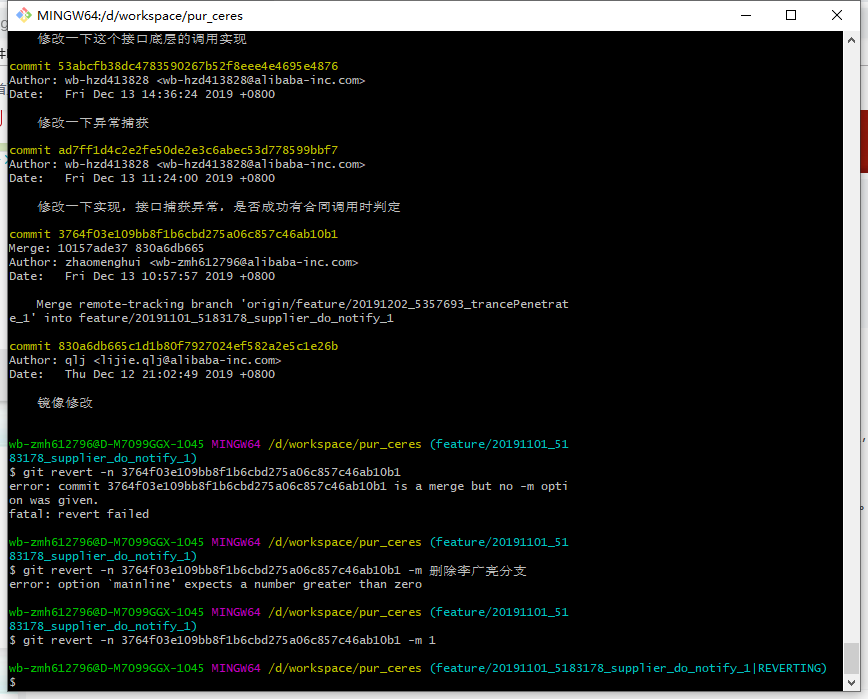 MINGW64:/d/workspace/pur_ceres
修改一下这个接口底层的调用实现
commit 53abcfb38dc4783590267b52f8eee4e4695e4876
Author: wb-hzd413828 <wb-hzd413828@alibaba-inc.com>
Date:   Fri Dec 13 14:36:24 2019 +0800
修改一下异常捕获
commit ad7ff1d4c2e2fe50de2e3c6abec53d778599bbf7
Author: wb-hzd413828 <wb-hzd413828@alibaba-inc.com>
Date:   Fri Dec 13 11:24:00 2019 +0800
修改一下实现，接口捕获异常，是否成功有合同调用时判定
commit 3764f03e109bb8f1b6cbd275a06c857c46ab10b1
Merge: 10157ade37 830a6db665
Author: zhaomenghui <wb-zmh612796@alibaba-inc.com>
Date:   Fri Dec 13 10:57:57 2019 +0800
Merge remote-tracking branch 'origin/feature/20191202_5357693_trancePenetrat
e_1' into feature/20191101_5183178_supplier_do_notify_1
commit 830a6db665c1d1b80f7927024ef582a2e5c1e26b
Author: qlj <lijie.qlj@alibaba-inc.com>
Date:   Thu Dec 12 21:02:49 2019 +0800
镜像修改
wb-zmh612796@D-M7099GGX-1045 MINGW64 /d/workspace/pur_ceres (feature/20191101_51
83178_supplier_do_notify_1)
$ git revert -n 3764f03e109bb8f1b6cbd275a06c857c46ab10b1
error: commit 3764f03e109bb8f1b6cbd275a06c857c46ab10b1 is a merge but no -m opti
on was given.
fatal: revert failed
wb-zmh612796@D-M7099GGX-1045 MINGW64 /d/workspace/pur_ceres (feature/20191101_51
83178_supplier_do_notify_1)
$ git revert -n 3764f03e109bb8f1b6cbd275a06c857c46ab10b1 -m 删除李广亮分支
error: option `mainline' expects a number greater than zero
wb-zmh612796@D-M7099GGX-1045 MINGW64 /d/workspace/pur_ceres (feature/20191101_51
83178_supplier_do_notify_1)
$ git revert -n 3764f03e109bb8f1b6cbd275a06c857c46ab10b1 -m 1
wb-zmh612796@D-M7099GGX-1045 MINGW64 /d/workspace/pur_ceres (feature/20191101_5183178_supplier_do_notify_1|REVERTING)
$